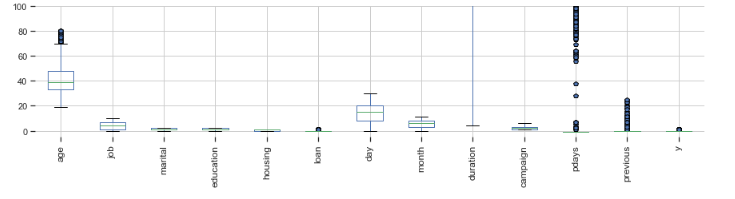 100
80
60
40
20
0
age
job
marital
education
housing
loan
day
month
duration
campaign
pdays
previous
y